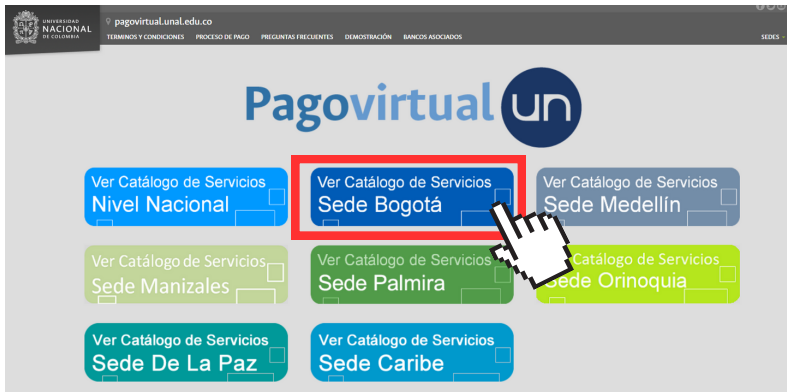 UNIVERSIDAD
NACIONAL
DE COLOMBIA
pagovirtual.unal.edu.co
TERMINOS Y CONDICIONES PROCESO DE PAGO PREGUNTAS FRECUENTES DEMOSTRACIÓN BANCOS ASOCIADOS SEDES
Pagovirtual un
Ver Catálogo de Servicios
Nivel Nacional
Ver Catálogo de Servicios
Sede Bogotá
Ver Catálogo de Servicios
Sede Medellín
Ver Catálogo de Servicios
Sede Manizales
Ver Catálogo de Servicios
Sede Palmira
Catálogo de Servicios
Sede Orinoquia
Ver Catálogo de Servicios
Sede De La Paz
Ver Catálogo de Servicios
Sede Caribe